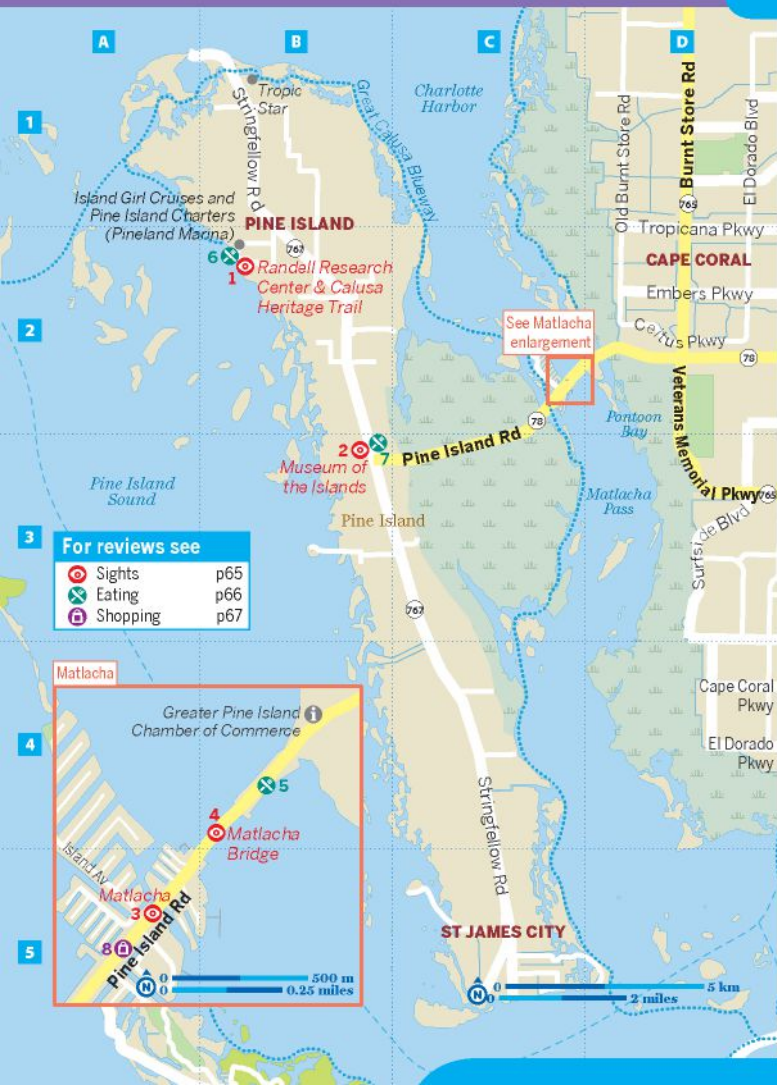 A
B
C
D
1
2
3
4
5
Tropic
Star
Stringfellow Rd
Great Calusa Blueway
Charlotte
Harbor
Old Burnt Store Rd
Burnt Store Rd
El Dorado Blvd
765
Island Girl Cruises and
Pine Island Charters
(Pineland Marina)
PINE ISLAND
767
Tropicana Pkwy
CAPE CORAL
6
1
Randell Research
Center & Calusa
Heritage Trail
Embers Pkwy
See Matlacha
enlargement
Ceitus Pkwy
78
78
Pontoon
Bay
Veterans Memorial Pkwy
765
2
7
Museum of
the Islands
Pine Island Rd
Pine Island
Sound
Matlacha
Pass
Pine Island
Surfside Blvd
For reviews see
Sights p65
Eating p66
Shopping p67
767
Matlacha
Greater Pine Island
Chamber of Commerce
i
5
4
Matlacha
Bridge
Island Av
Matlacha
3
8
Pine Island Rd
N
0 500 m
0 0.25 miles
Cape Coral
Pkwy
El Dorado
Pkwy
Stringfellow Rd
ST JAMES CITY
N
0 5 km
0 2 miles